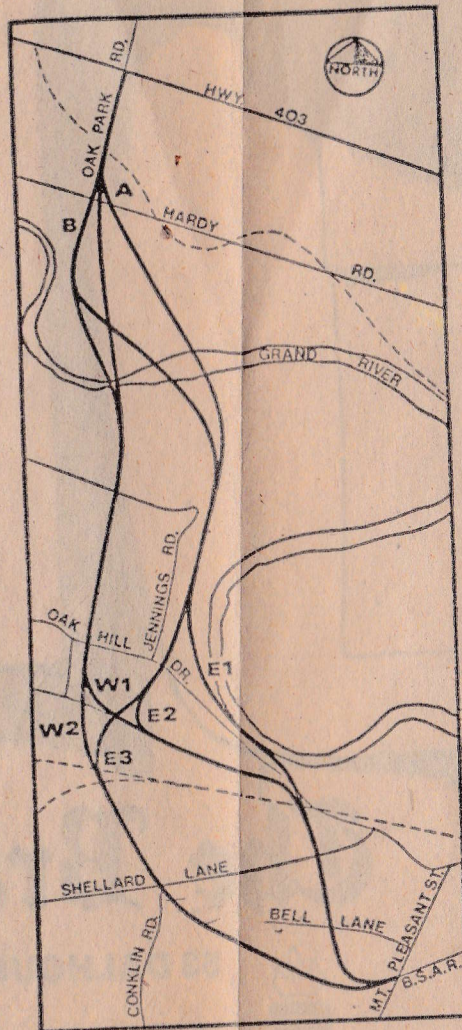 NORTH
OAK PARK RD.
HWY. 403
A
B
HARDY RD.
GRAND RIVER
JENNINGS RD.
OAK HILL DR.
E1
W1
E2
W2
E3
SHELLARD LANE
BELL LANE
CONKLIN RD.
MT. PLEASANT ST.
B.S.A.R.